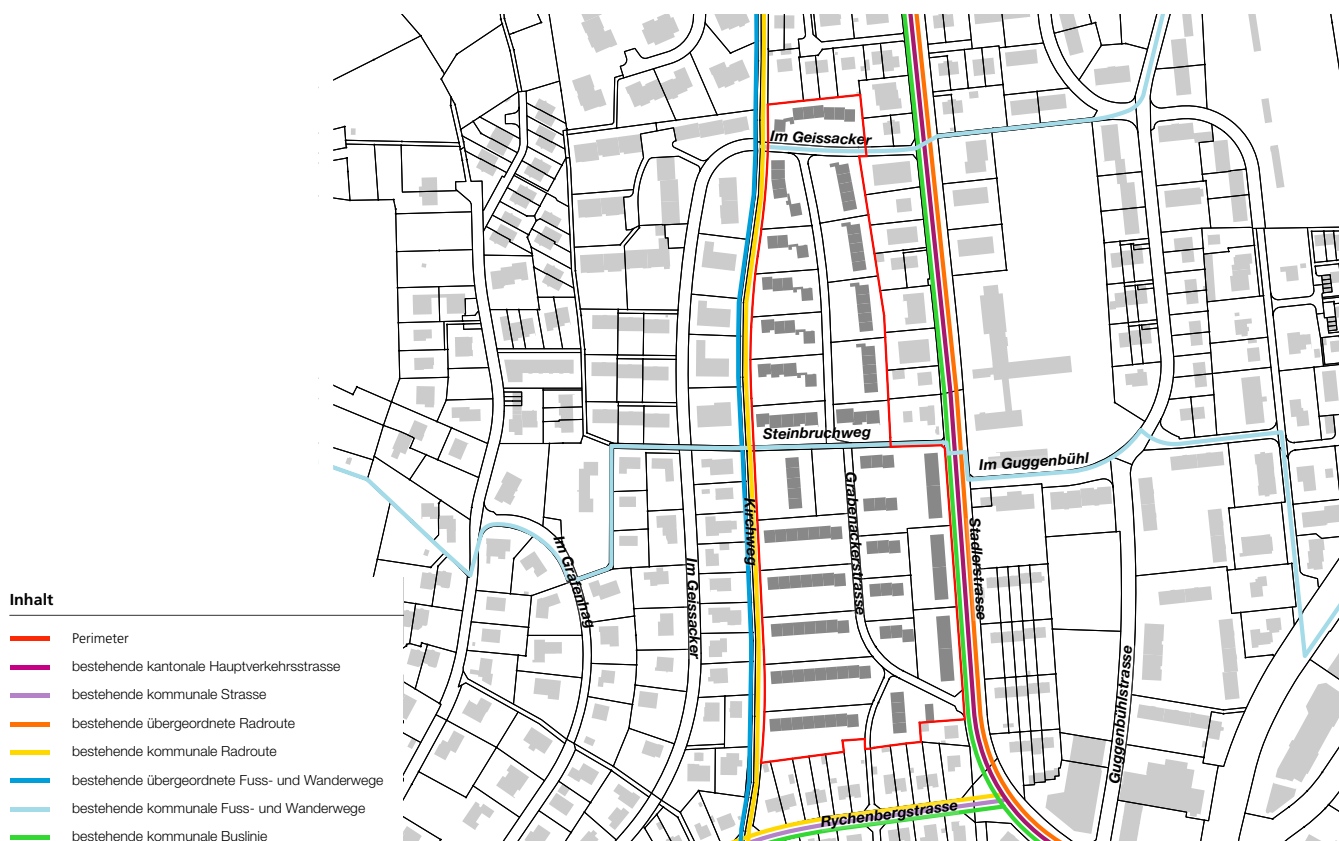 Im Geissacker
Steinbruchweg
Im Guggenbühl
Kirchweg
Grabenackerstrasse
Stadlerstrasse
Im Grafenhag
Im Geissacker
Guggenbühlstrasse
Rychenbergstrasse
Inhalt
Perimeter
bestehende kantonale Hauptverkehrsstrasse
bestehende kommunale Strasse
bestehende übergeordnete Radroute
bestehende kommunale Radroute
bestehende übergeordnete Fuss- und Wanderwege
bestehende kommunale Fuss- und Wanderwege
bestehende kommunale Buslinie